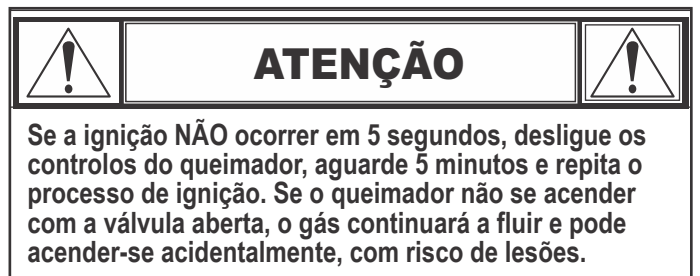 ATENÇÃO
Se a ignição NÃO ocorrer em 5 segundos, desligue os
controlos do queimador, aguarde 5 minutos e repita o
processo de ignição. Se o queimador não se acender
com a válvula aberta, o gás continuará a fluir e pode
acender-se acidentalmente, com risco de lesões.